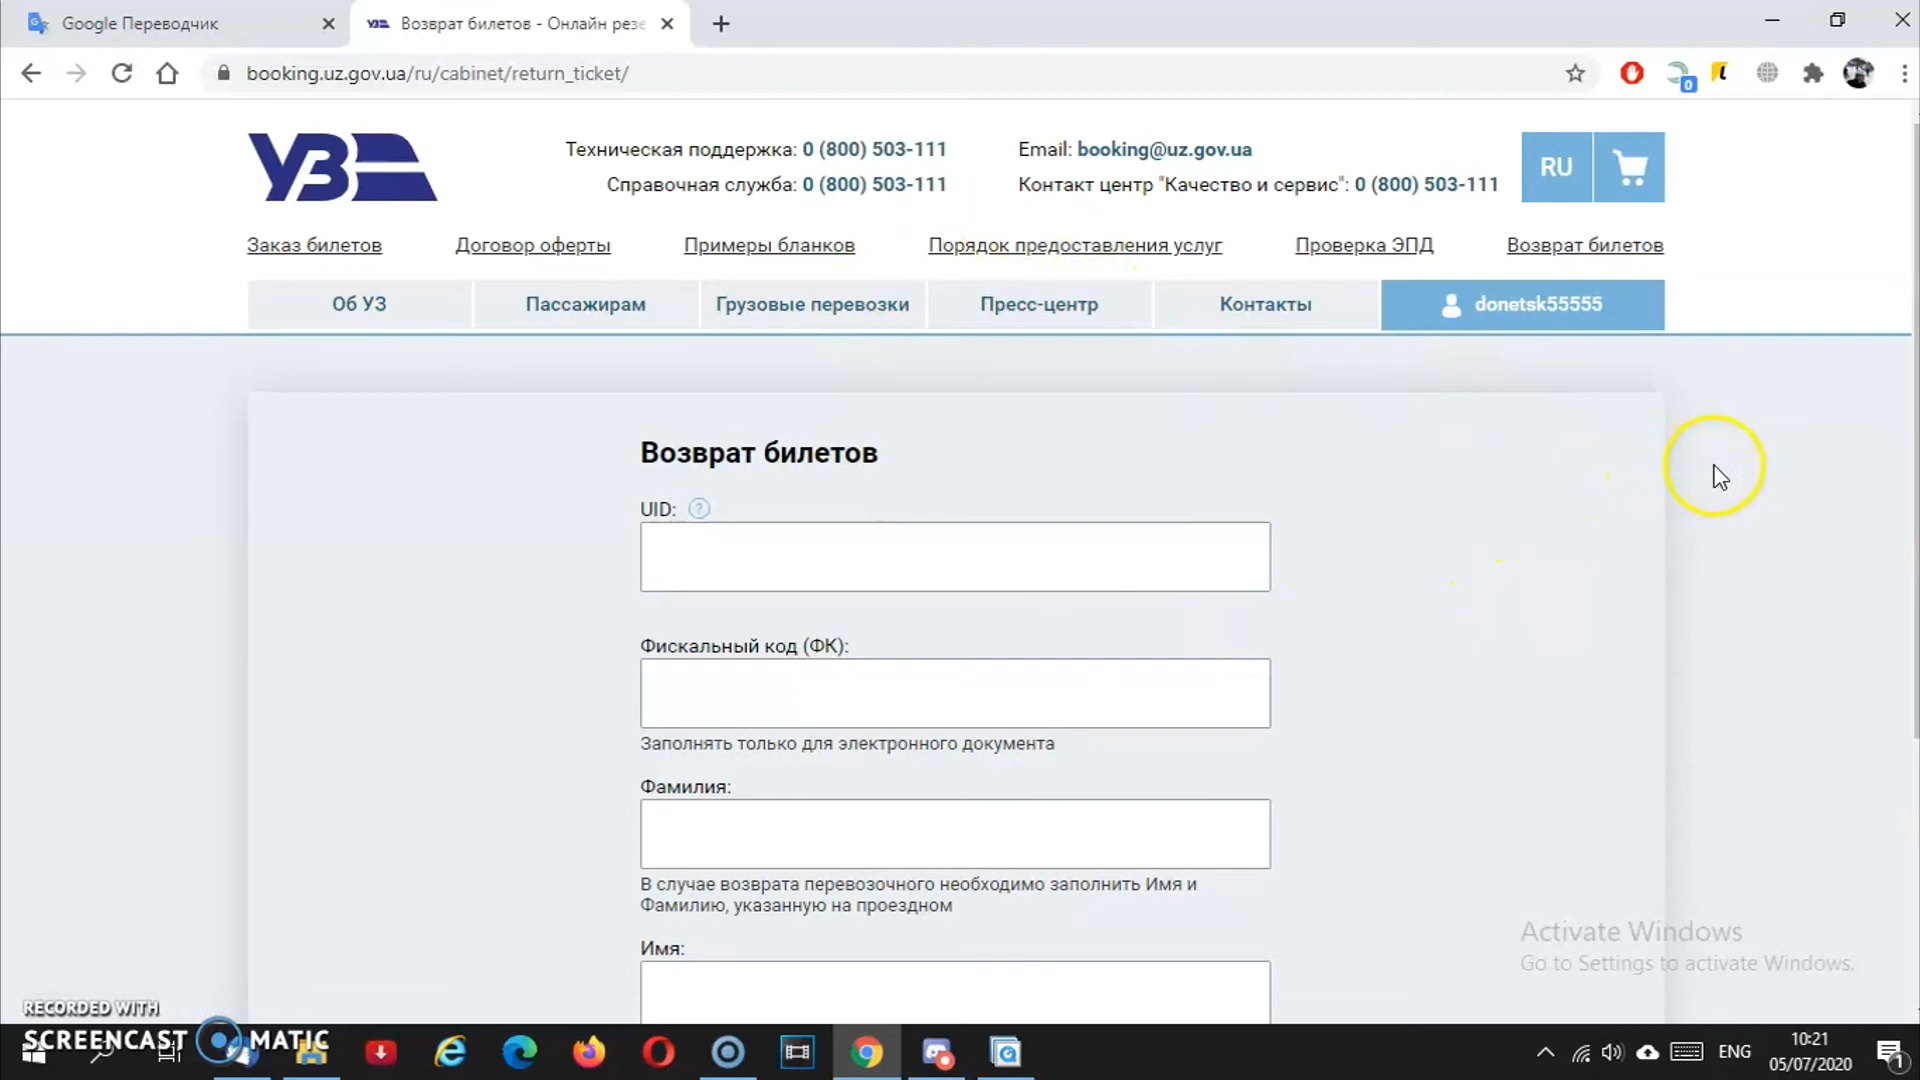 Google Переводчик
УЗ Возврат билетов - Онлайн резе
booking.uz.gov.ua/ru/cabinet/return_ticket/
0
УЗ
Техническая поддержка: 0 (800) 503-111
Справочная служба: 0 (800) 503-111
Email: booking@uz.gov.ua
Контакт центр "Качество и сервис": 0 (800) 503-111
RU
Заказ билетов Договор оферты Примеры бланков Порядок предоставления услуг Проверка ЭПД Возврат билетов
Об УЗ Пассажирам Грузовые перевозки Пресс-центр Контакты donetsk55555
Возврат билетов
UID: ?
Фискальный код (ФК):
Заполнять только для электронного документа
Фамилия:
В случае возврата перевозочного необходимо заполнить Имя и
Фамилию, указанную на проездном
Имя:
Activate Windows
Go to Settings to activate Windows.
RECORDED WITH
SCREENCAST MATIC
ENG
10:21
05/07/2020
1